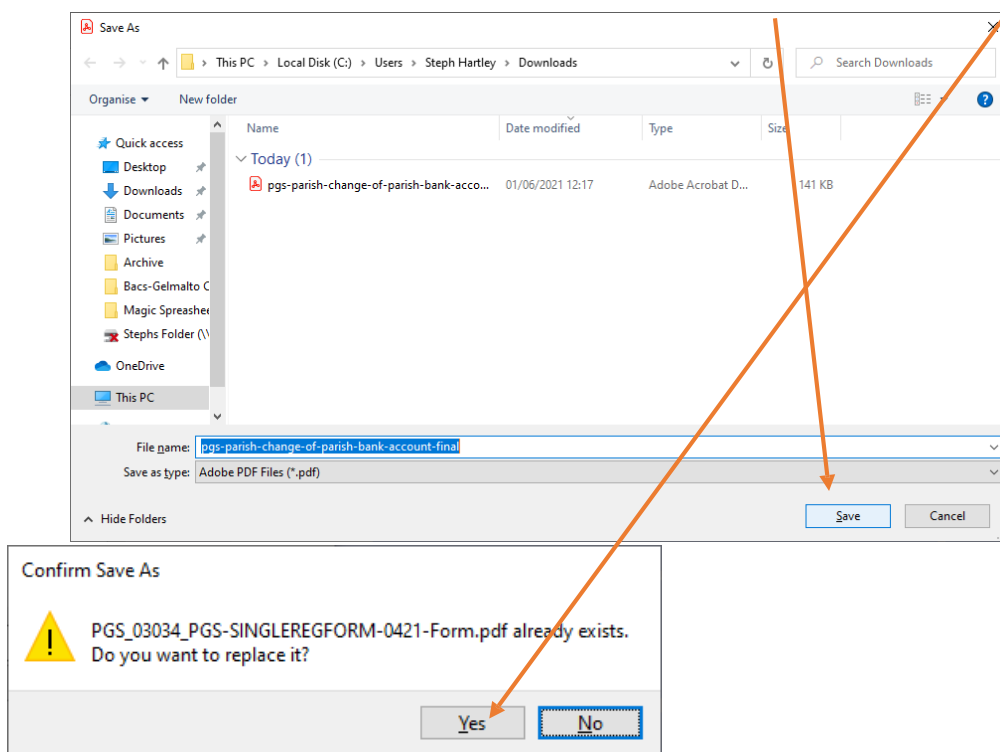 Save As
This PC > Local Disk (C:) > Users > Steph Hartley > Downloads
Search Downloads
Organise
New folder
Name
Date modified
Type
Size
Quick access
Desktop
Downloads
Documents
Pictures
Archive
Bacs-Gelmalto C
Magic Spreashee
Stephs Folder (\\
OneDrive
This PC
Today (1)
pgs-parish-change-of-parish-bank-acco... 01/06/2021 12:17 Adobe Acrobat D... 141 KB
File name: pgs-parish-change-of-parish-bank-account-final
Save as type: Adobe PDF Files (*.pdf)
Hide Folders
Save
Cancel
Confirm Save As
PGS_03034_PGS-SINGLEREGFORM-0421-Form.pdf already exists.
Do you want to replace it?
Yes
No